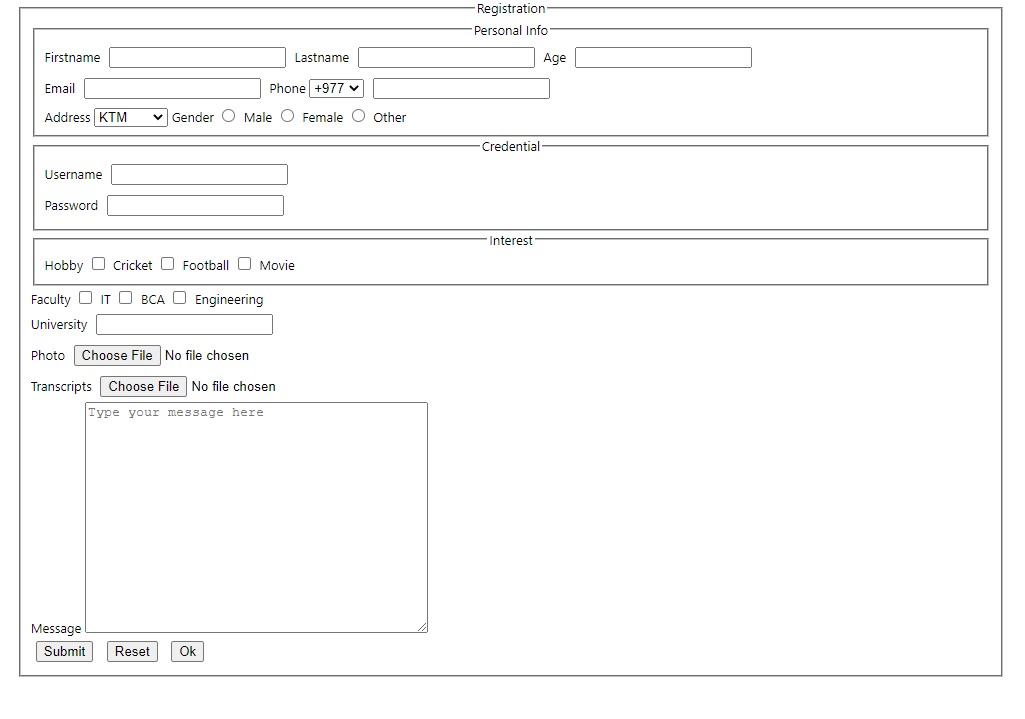 Registration
Personal Info
Firstname Lastname Age
Email Phone +977
Address KTM Gender Male Female Other
Credential
Username
Password
Interest
Hobby Cricket Football Movie
Faculty IT BCA Engineering
University
Photo Choose File No file chosen
Transcripts Choose File No file chosen
Type your message here
Message
Submit Reset Ok